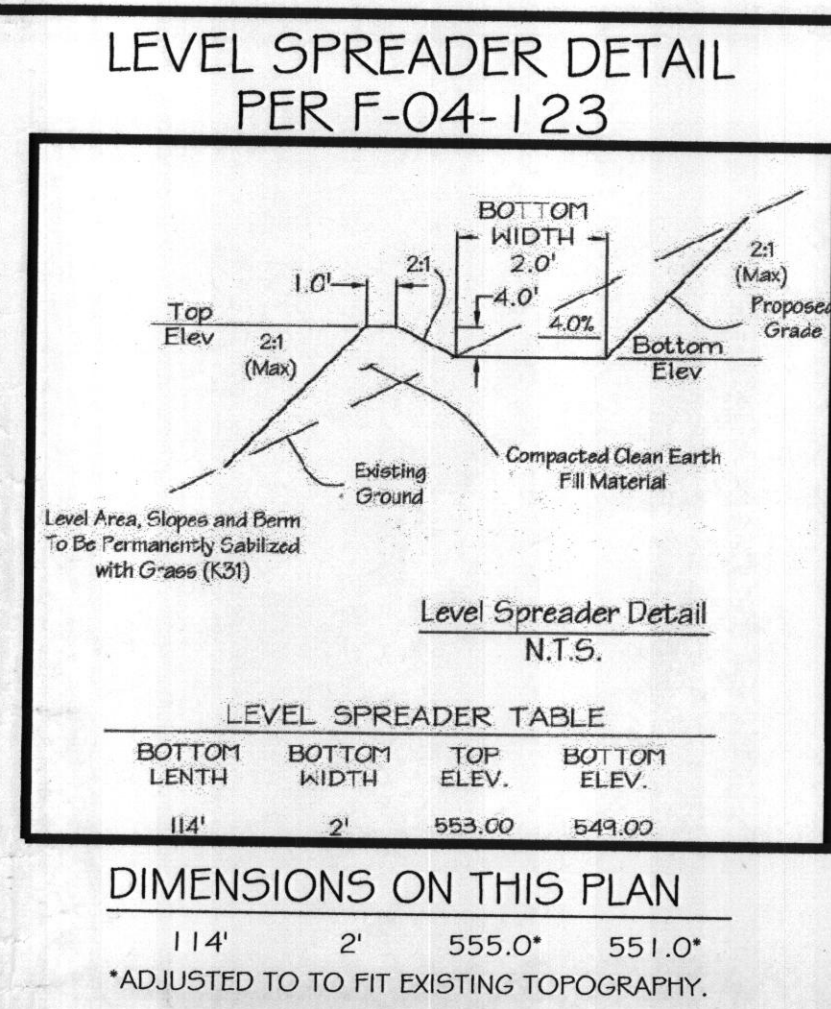 LEVEL SPREADER DETAIL
PER F-04-123
BOTTOM
WIDTH
2.0'
1.0'
2:1
4.0'
4.0%
2:1
(Max)
Proposed
Grade
Top
Elev
2:1
(Max)
Bottom
Elev
Existing
Ground
Compacted Clean Earth
Fill Material
Level Area, Slopes and Berm
To Be Permanently Sabilized
with Grass (K31)
Level Spreader Detail
N.T.S.
LEVEL SPREADER TABLE
BOTTOM BOTTOM TOP BOTTOM
LENTH WIDTH ELEV. ELEV.
114' 2' 553.00 549.00
DIMENSIONS ON THIS PLAN
114' 2' 555.0* 551.0*
*ADJUSTED TO TO FIT EXISTING TOPOGRAPHY.